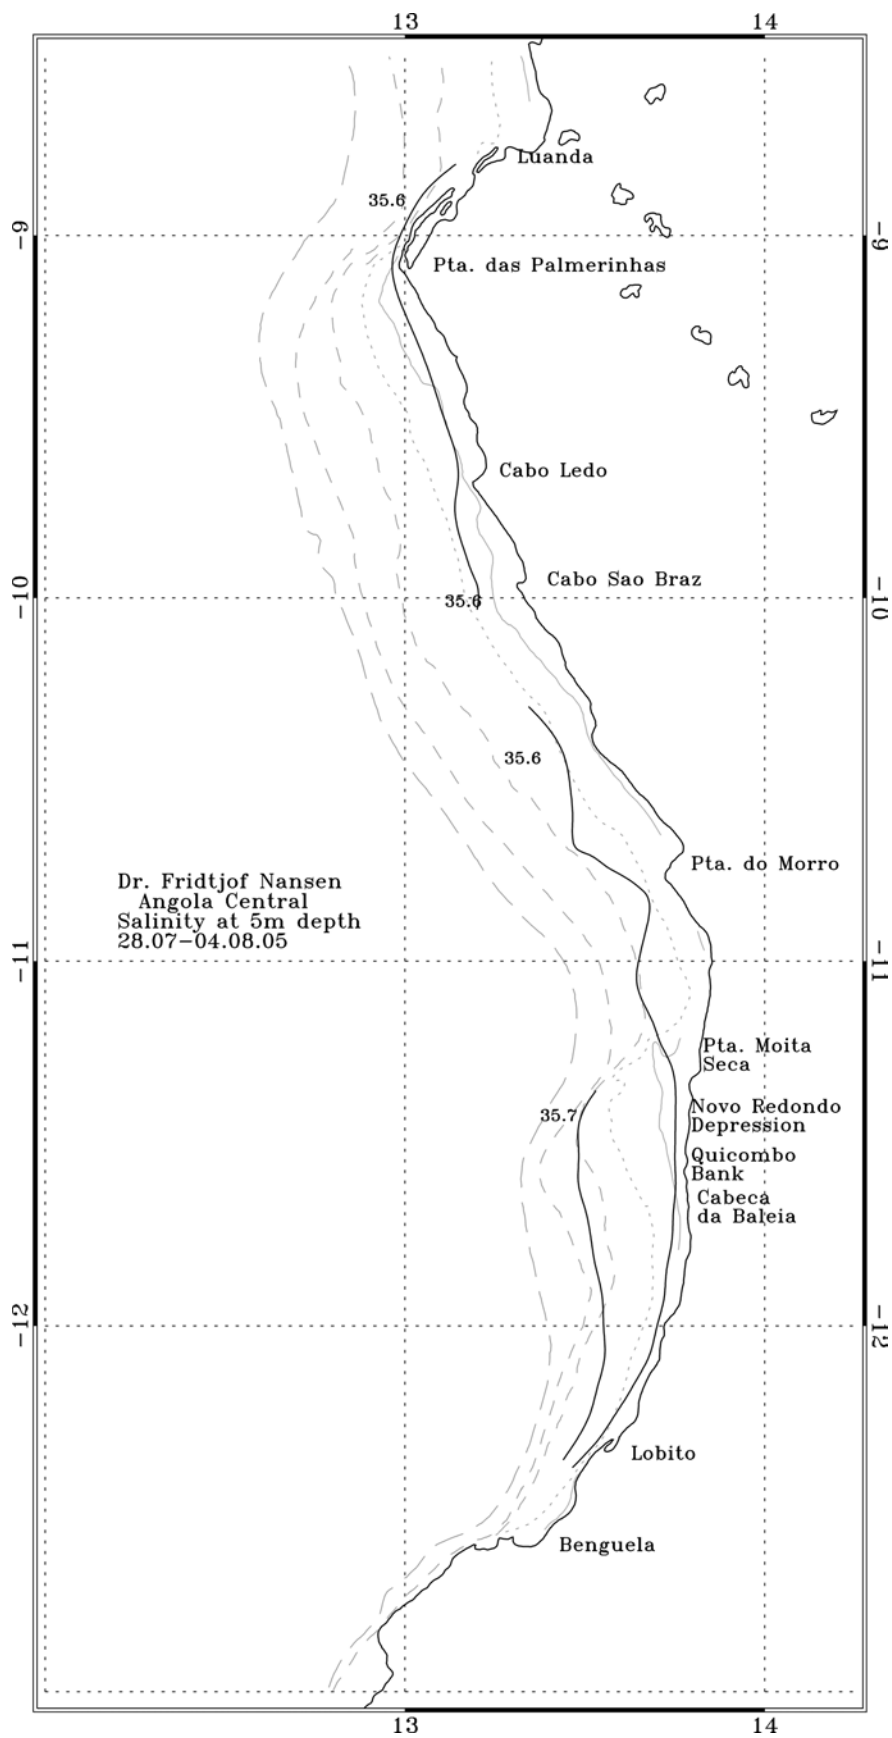 13 14
Luanda
35.6
-9 -9
Pta. das Palmerinhas
Cabo Ledo
Cabo Sao Braz
-10 35.6 -10
35.6
Pta. do Morro
Dr. Fridtjof Nansen
Angola Central
Salinity at 5m depth
28.07-04.08.05
-11 -11
Pta. Moita
Seca
35.7
Novo Redondo
Depression
Quicombo
Bank
Cabeca
da Baleia
-12 -12
Lobito
Benguela
13 14